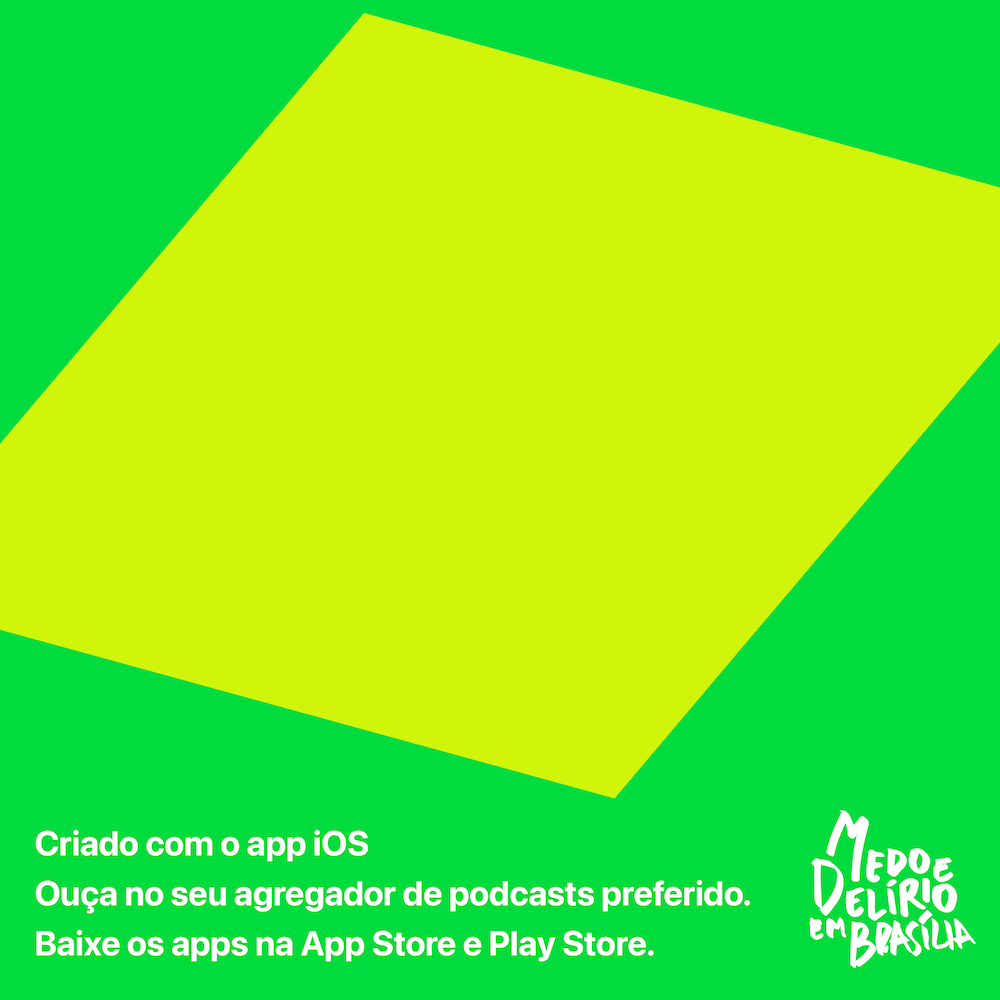 Criado com o app iOS
Ouça no seu agregador de podcasts preferido.
Baixe os apps na App Store e Play Store.
MEDO E
DELÍRIO
EM BRASÍLIA